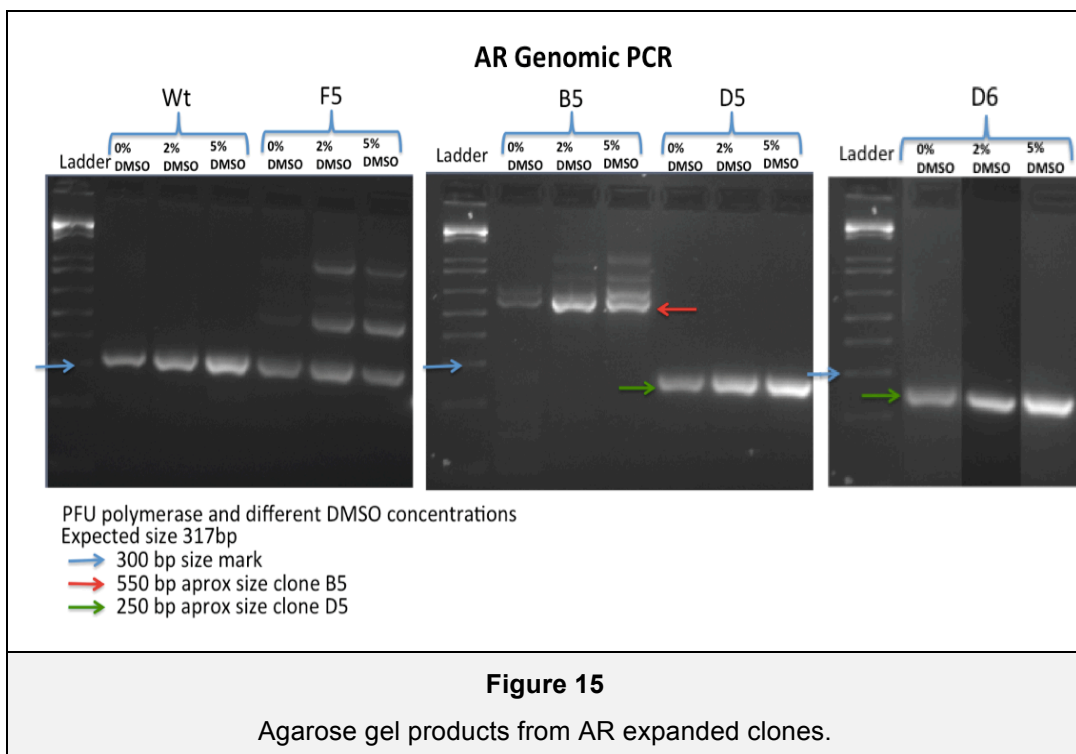 AR Genomic PCR
Wt F5 B5 D5 D6
Ladder 0% DMSO 2% DMSO 5% DMSO 0% DMSO 2% DMSO 5% DMSO
Ladder 0% DMSO 2% DMSO 5% DMSO 0% DMSO 2% DMSO 5% DMSO
Ladder 0% DMSO 2% DMSO 5% DMSO
PFU polymerase and different DMSO concentrations
Expected size 317bp
300 bp size mark
550 bp aprox size clone B5
250 bp aprox size clone D5
Figure 15
Agarose gel products from AR expanded clones.